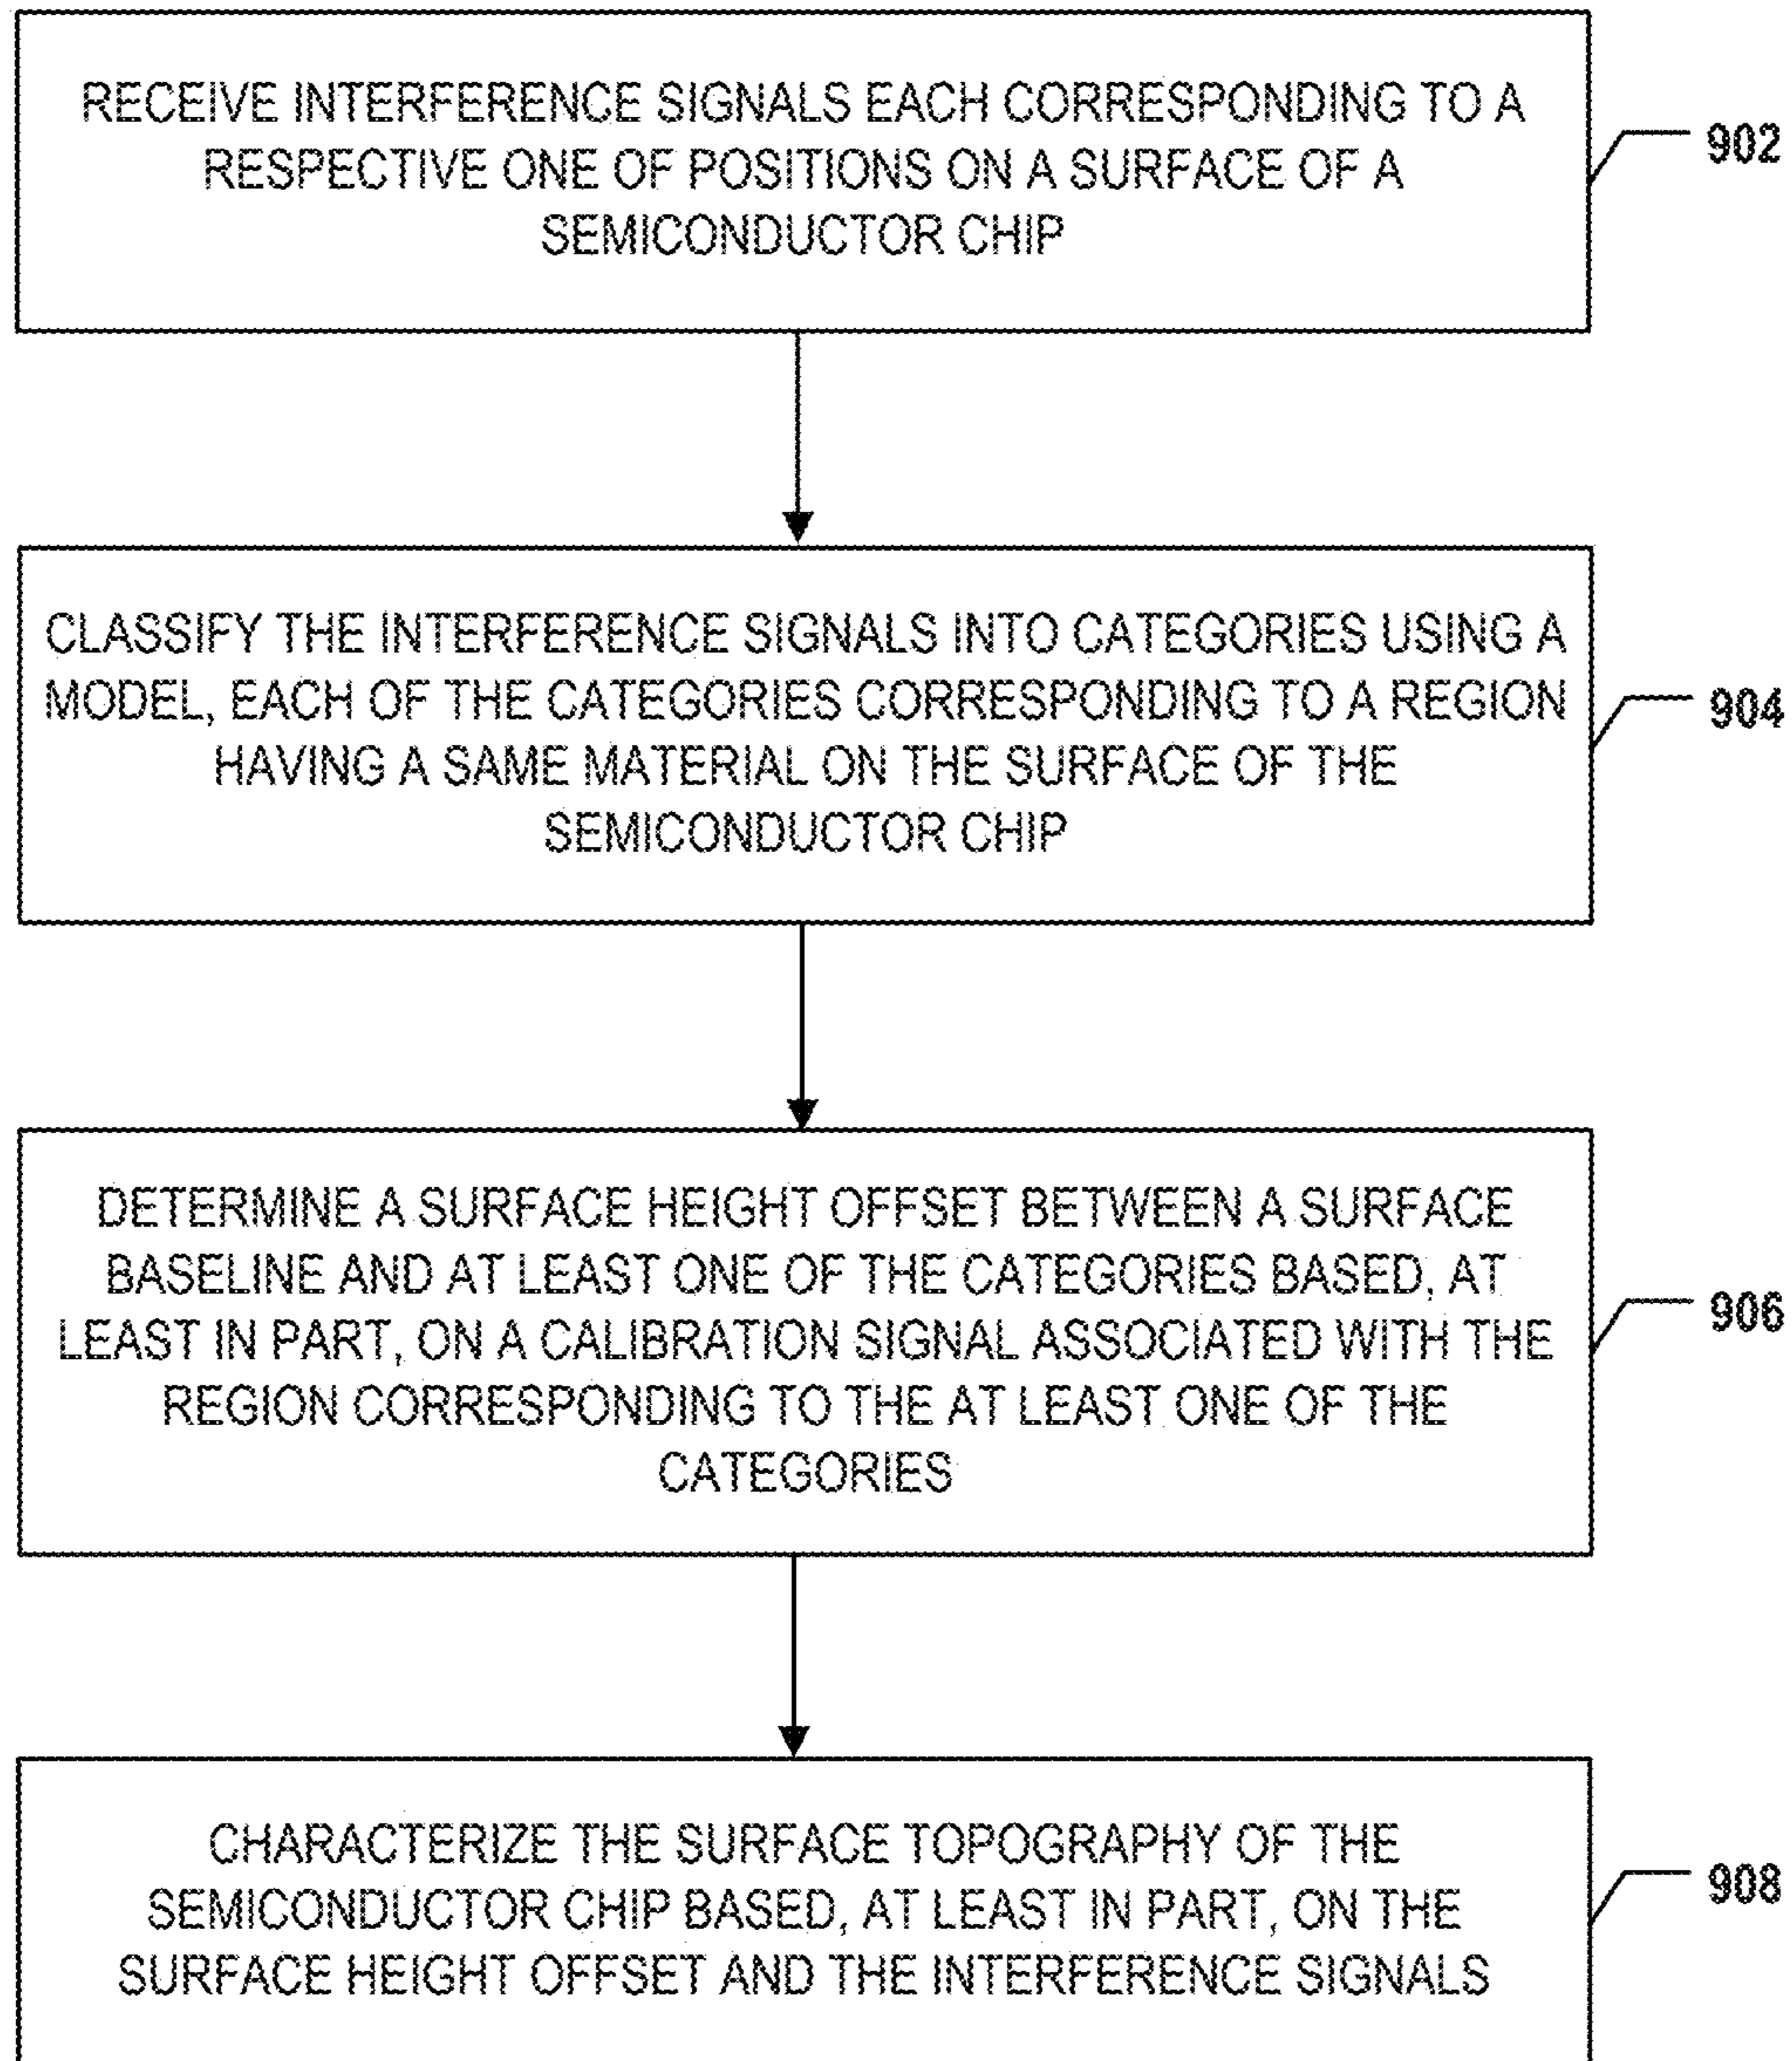 RECEIVE INTERFERENCE SIGNALS EACH CORRESPONDING TO A
RESPECTIVE ONE OF POSITIONS ON A SURFACE OF A
SEMICONDUCTOR CHIP
902
CLASSIFY THE INTERFERENCE SIGNALS INTO CATEGORIES USING A
MODEL, EACH OF THE CATEGORIES CORRESPONDING TO A REGION
HAVING A SAME MATERIAL ON THE SURFACE OF THE
SEMICONDUCTOR CHIP
904
DETERMINE A SURFACE HEIGHT OFFSET BETWEEN A SURFACE
BASELINE AND AT LEAST ONE OF THE CATEGORIES BASED, AT
LEAST IN PART, ON A CALIBRATION SIGNAL ASSOCIATED WITH THE
REGION CORRESPONDING TO THE AT LEAST ONE OF THE
CATEGORIES
906
CHARACTERIZE THE SURFACE TOPOGRAPHY OF THE
SEMICONDUCTOR CHIP BASED, AT LEAST IN PART, ON THE
SURFACE HEIGHT OFFSET AND THE INTERFERENCE SIGNALS
908